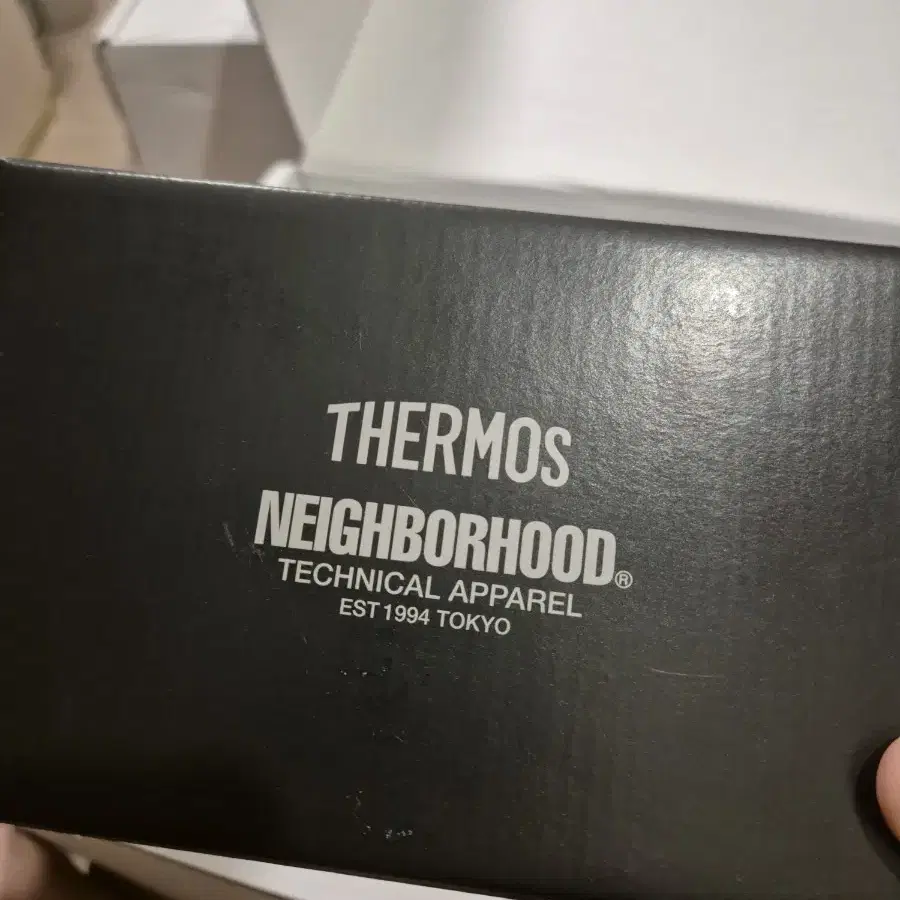 THERMOS
NEIGHBORHOOD®
TECHNICAL APPAREL
EST 1994 TOKYO